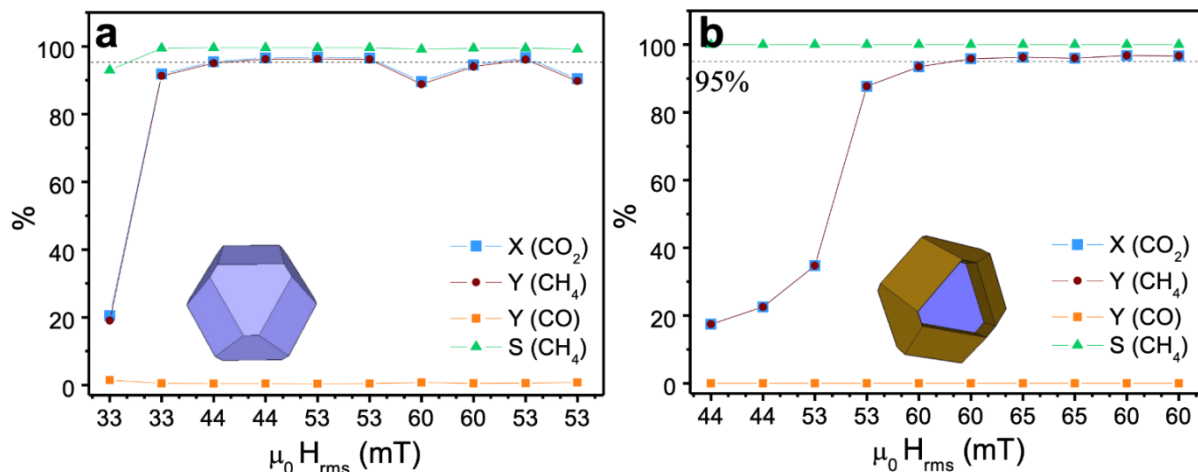 a
100
80
60
40
20
0
%
X (CO₂)
Y (CH₄)
Y (CO)
S (CH₄)
33 33 44 44 53 53 60 60 53 53
μ₀ Hrms (mT)
b
100
95%
80
60
40
20
0
%
X (CO₂)
Y (CH₄)
Y (CO)
S (CH₄)
44 44 53 53 60 60 65 65 60 60
μ₀ Hrms (mT)